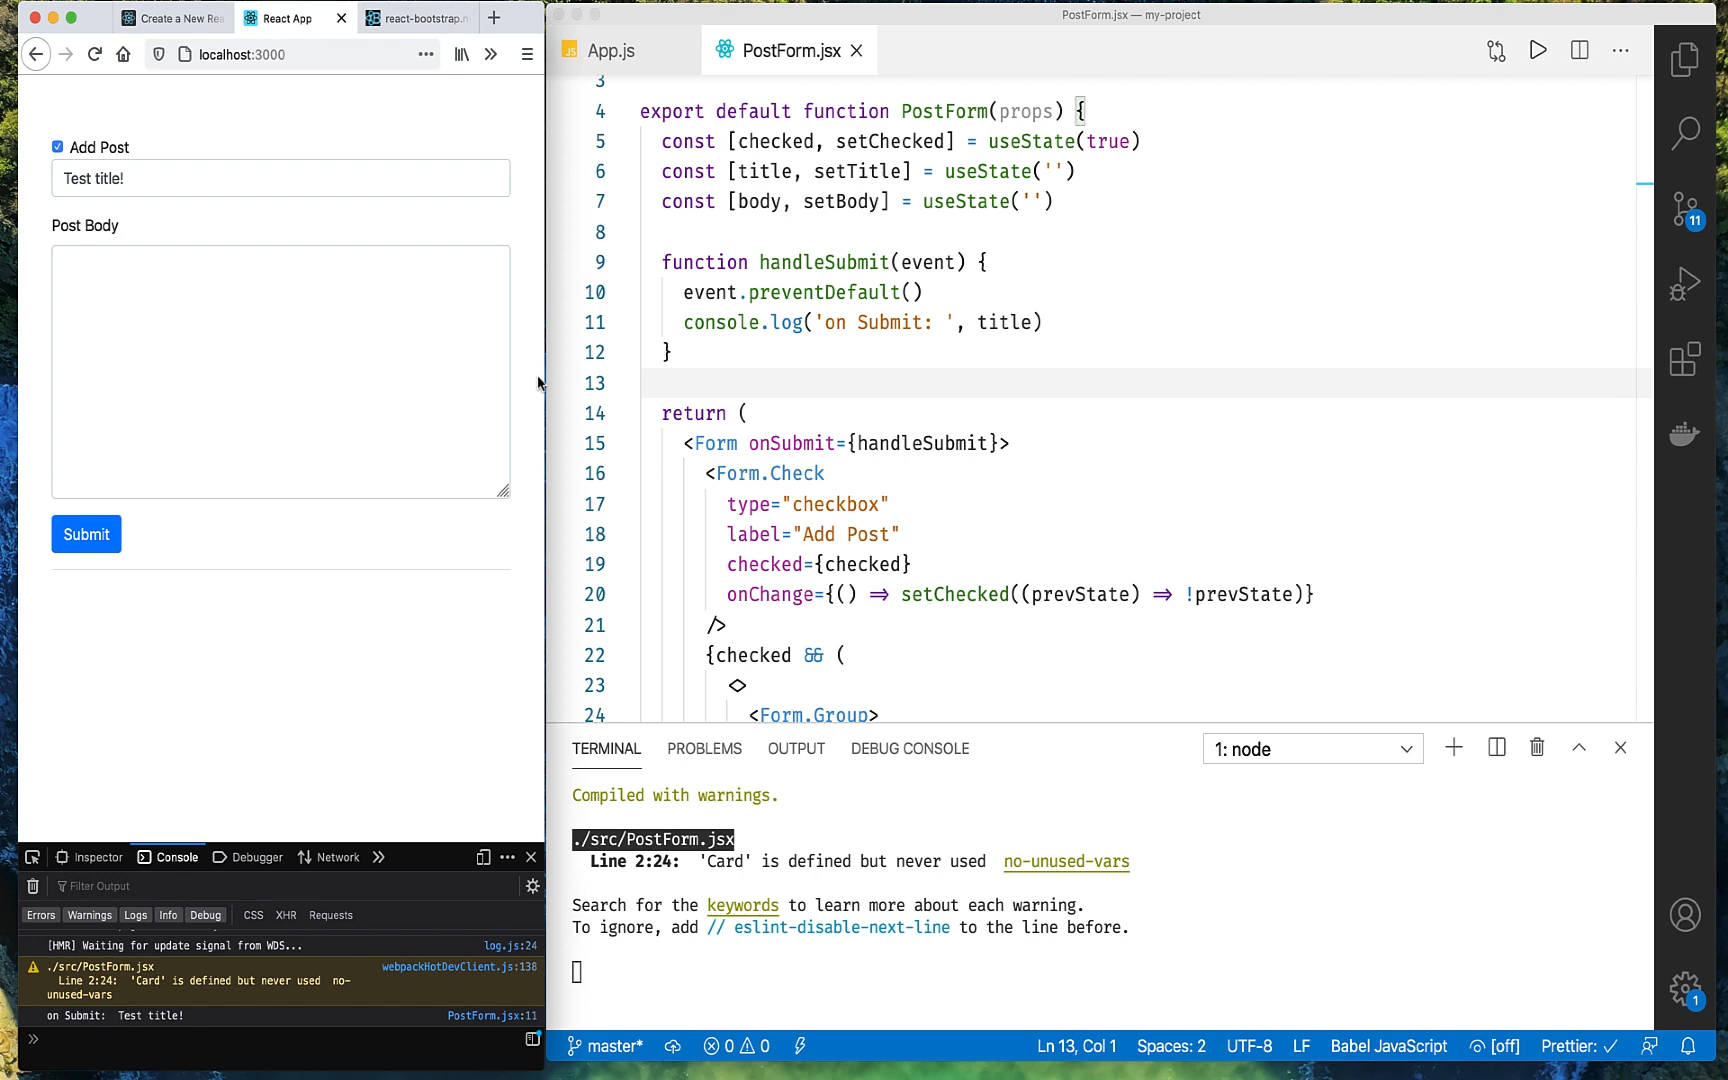 Create a New Rea
React App
react-bootstrap.n
localhost:3000
Add Post
Test title!
Post Body
Submit
Inspector
Console
Debugger
Network
Filter Output
Errors
Warnings
Logs
Info
Debug
CSS
XHR
Requests
[HMR] Waiting for update signal from WDS...
log.js:24
./src/PostForm.jsx
webpackHotDevClient.js:138
Line 2:24: 'Card' is defined but never used no-
unused-vars
on Submit: Test title!
PostForm.jsx:11
PostForm.jsx — my-project
JS App.js
PostForm.jsx
3
4 export default function PostForm(props) {
5 const [checked, setChecked] = useState(true)
6 const [title, setTitle] = useState('')
7 const [body, setBody] = useState('')
8
9 function handleSubmit(event) {
10 event.preventDefault()
11 console.log('on Submit: ', title)
12 }
13
14 return (
15 <Form onSubmit={handleSubmit}>
16 <Form.Check
17 type="checkbox"
18 label="Add Post"
19 checked={checked}
20 onChange={() => setChecked((prevState) => !prevState)}
21 />
22 {checked && (
23 <>
24 <Form.Group>
TERMINAL
PROBLEMS
OUTPUT
DEBUG CONSOLE
1: node
Compiled with warnings.
./src/PostForm.jsx
Line 2:24: 'Card' is defined but never used no-unused-vars
Search for the keywords to learn more about each warning.
To ignore, add // eslint-disable-next-line to the line before.
master*
0
0
Ln 13, Col 1
Spaces: 2
UTF-8
LF
Babel JavaScript
[off]
Prettier: ✓
11
1